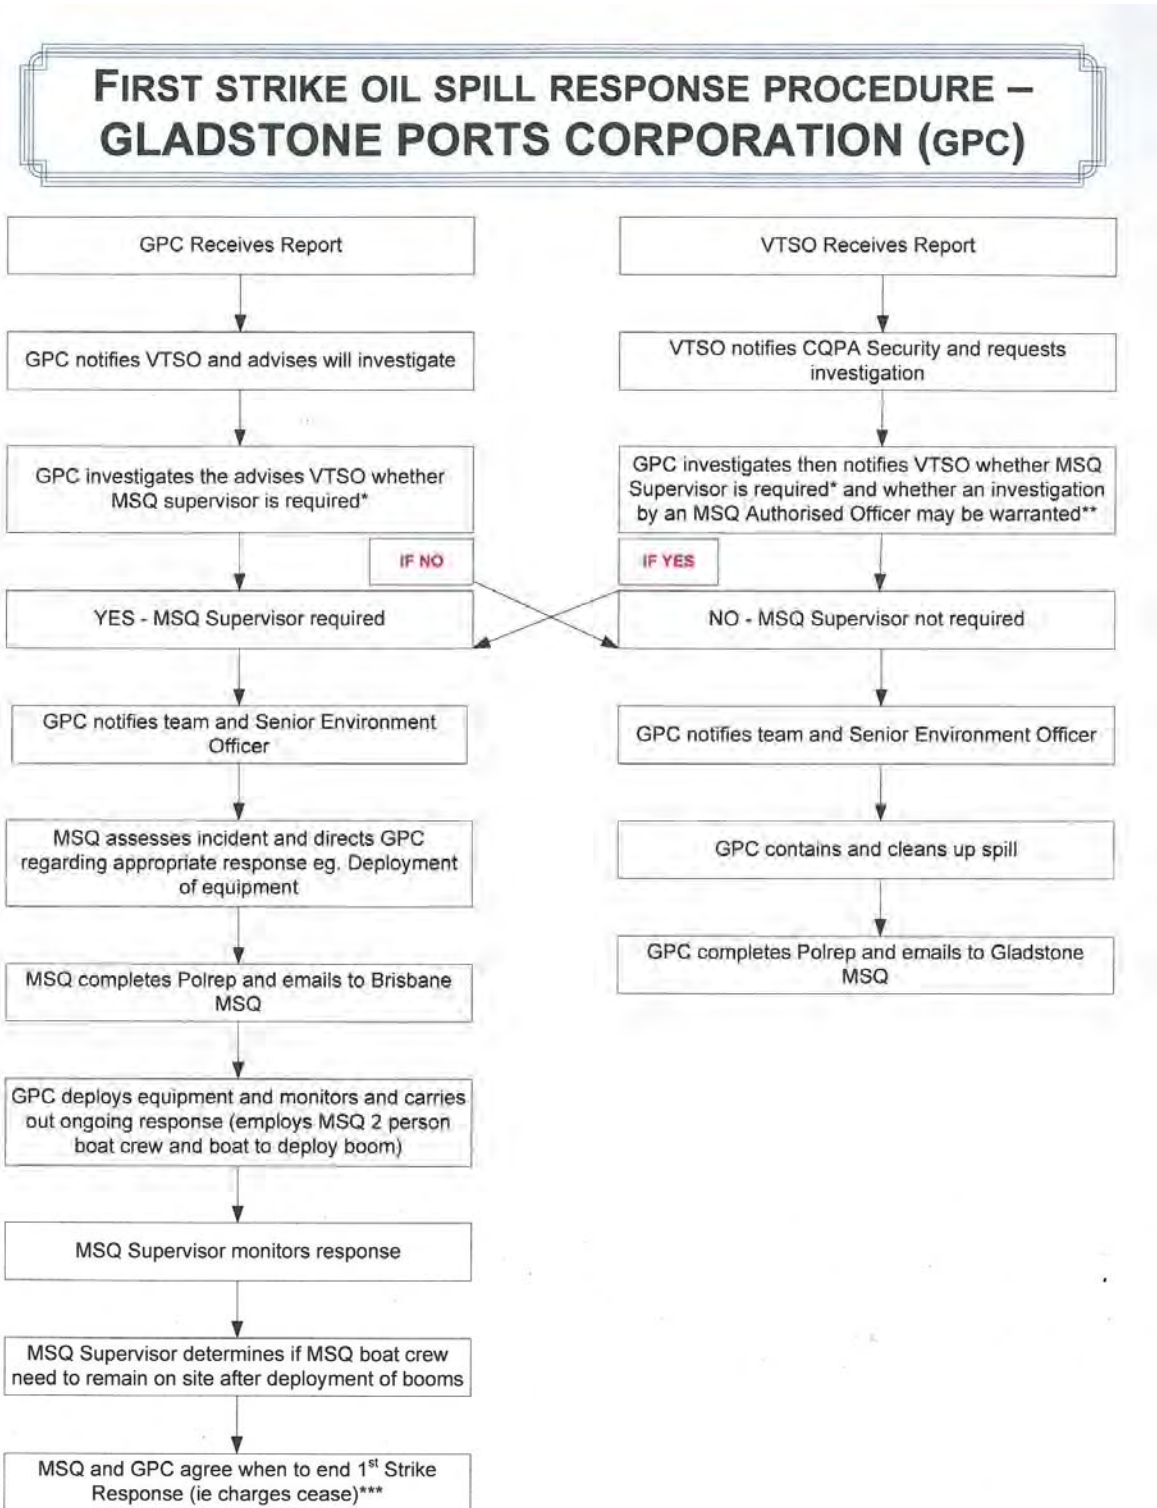 FIRST STRIKE OIL SPILL RESPONSE PROCEDURE –
GLADSTONE PORTS CORPORATION (GPC)
GPC Receives Report
GPC notifies VTSO and advises will investigate
GPC investigates the advises VTSO whether
MSQ supervisor is required*
IF NO
YES - MSQ Supervisor required
GPC notifies team and Senior Environment
Officer
MSQ assesses incident and directs GPC
regarding appropriate response eg. Deployment
of equipment
MSQ completes Polrep and emails to Brisbane
MSQ
GPC deploys equipment and monitors and carries
out ongoing response (employs MSQ 2 person
boat crew and boat to deploy boom)
MSQ Supervisor monitors response
MSQ Supervisor determines if MSQ boat crew
need to remain on site after deployment of booms
MSQ and GPC agree when to end 1st Strike
Response (ie charges cease)***
VTSO Receives Report
VTSO notifies CQPA Security and requests
investigation
GPC investigates then notifies VTSO whether MSQ
Supervisor is required* and whether an investigation
by an MSQ Authorised Officer may be warranted**
IF YES
NO - MSQ Supervisor not required
GPC notifies team and Senior Environment Officer
GPC contains and cleans up spill
GPC completes Polrep and emails to Gladstone
MSQ